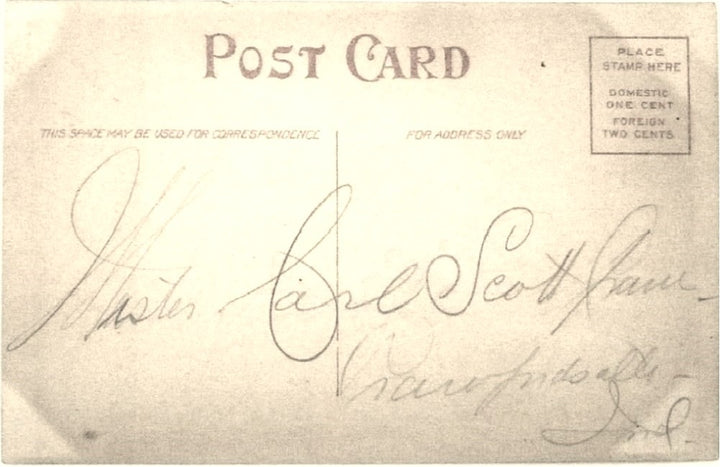 POST CARD
PLACE
STAMP HERE
DOMESTIC
ONE CENT
FOREIGN
TWO CENTS
THIS SPACE MAY BE USED FOR CORRESPONDENCE
FOR ADDRESS ONLY
Master Carl Scott
Crawfordsville
Ind.